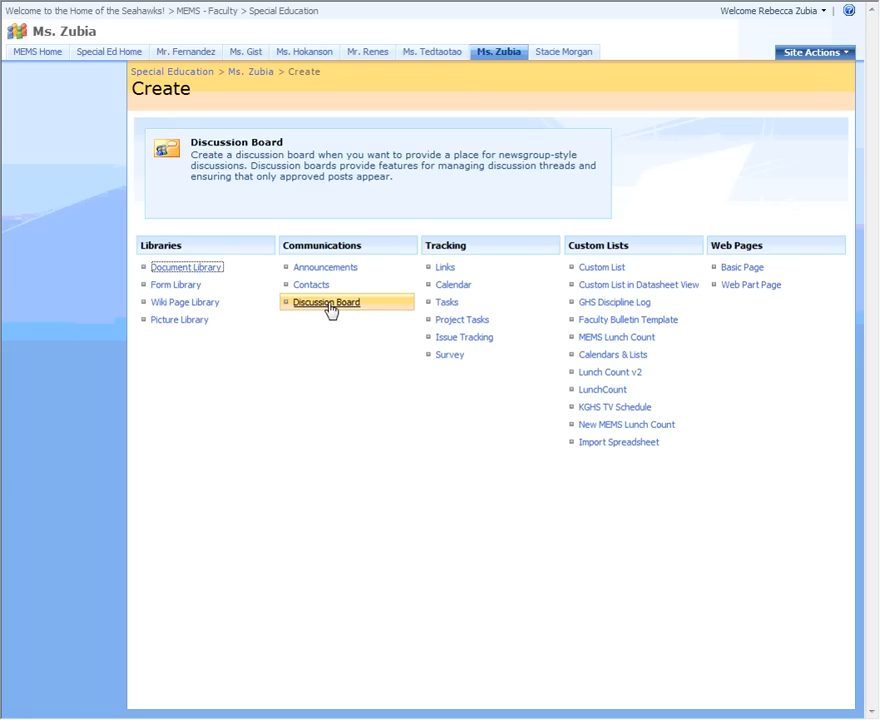 Welcome to the Home of the Seahawks! > MEMS - Faculty > Special Education
Welcome Rebecca Zubia
Ms. Zubia
MEMS Home Special Ed Home Mr. Fernandez Ms. Gist Ms. Hokanson Mr. Renes Ms. Tedtaotao Ms. Zubia Stacie Morgan
Site Actions
Special Education > Ms. Zubia > Create
Create
Discussion Board
Create a discussion board when you want to provide a place for newsgroup-style
discussions. Discussion boards provide features for managing discussion threads and
ensuring that only approved posts appear.
Libraries
Document Library
Form Library
Wiki Page Library
Picture Library
Communications
Announcements
Contacts
Discussion Board
Tracking
Links
Calendar
Tasks
Project Tasks
Issue Tracking
Survey
Custom Lists
Custom List
Custom List in Datasheet View
GHS Discipline Log
Faculty Bulletin Template
MEMS Lunch Count
Calendars & Lists
Lunch Count v2
LunchCount
KGHS TV Schedule
New MEMS Lunch Count
Import Spreadsheet
Web Pages
Basic Page
Web Part Page